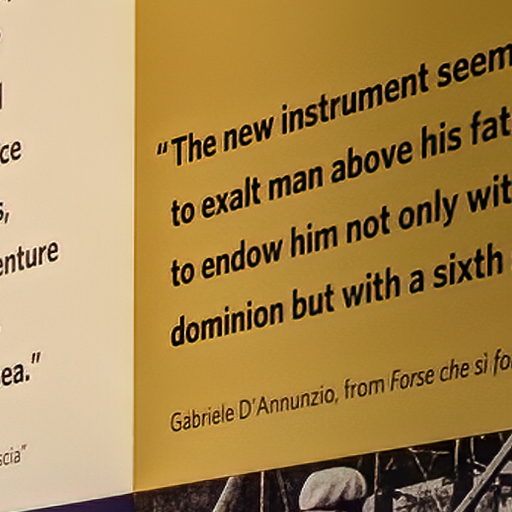 ce
s,
enture
ea."
scia"
"The new instrument seem
to exalt man above his fat
to endow him not only wit
dominion but with a sixth
Gabriele D'Annunzio, from Forse che sì fo